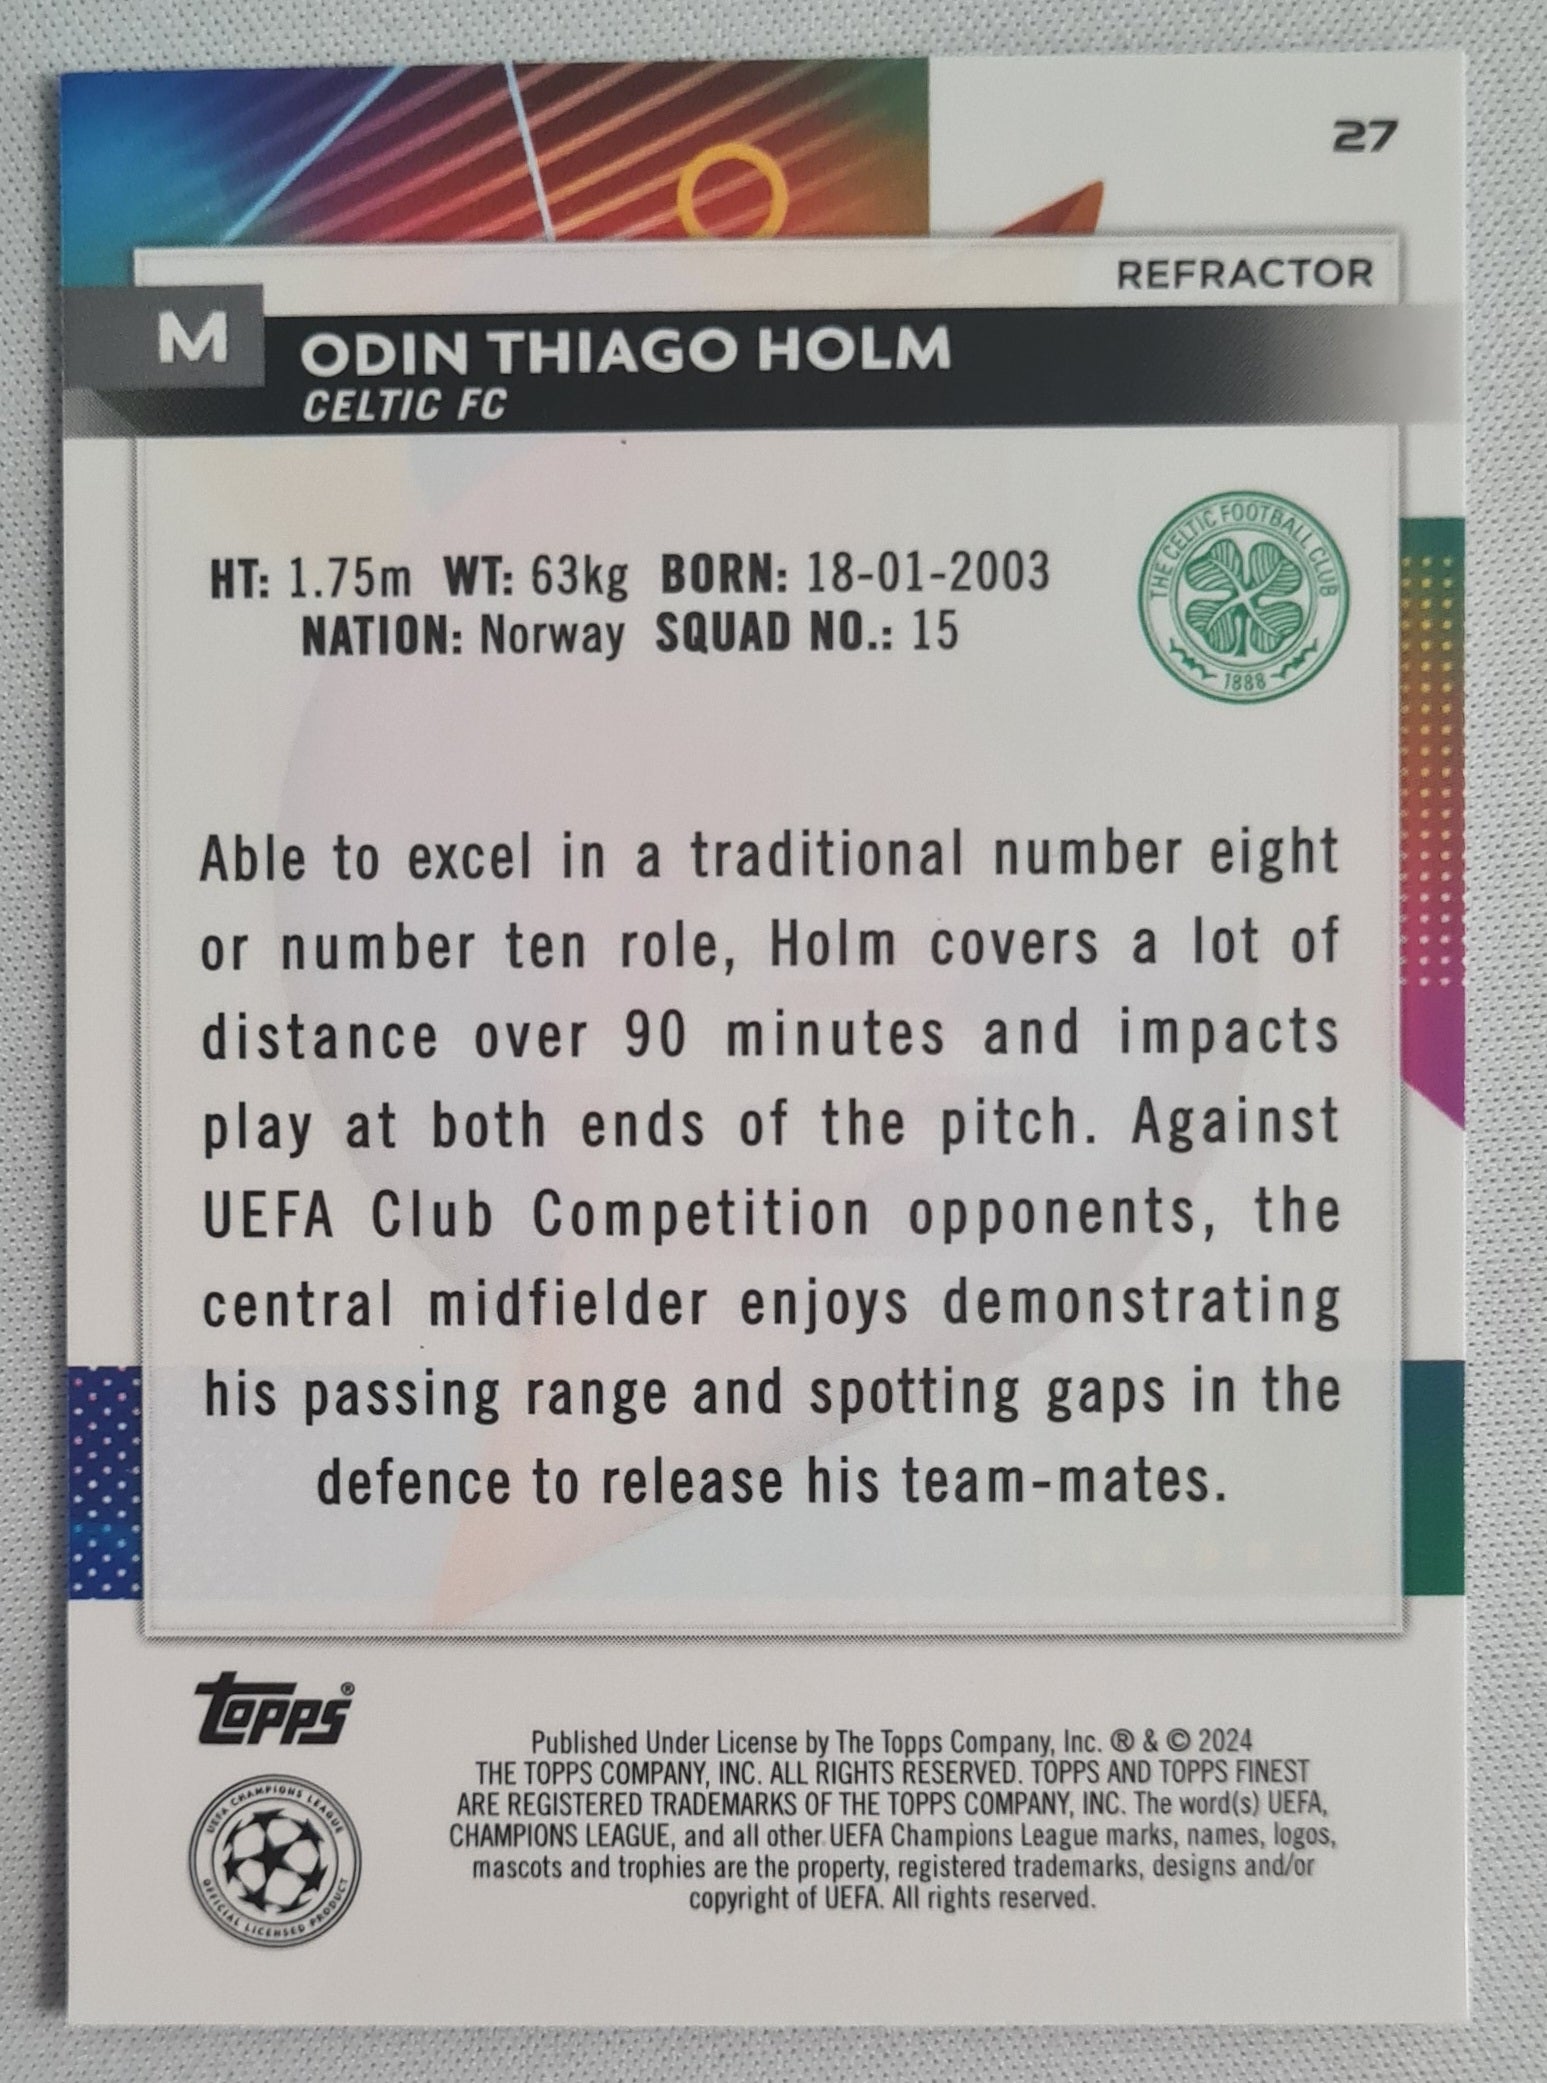 27
REFRACTOR
M
ODIN THIAGO HOLM
CELTIC FC
HT: 1.75m WT: 63kg BORN: 18-01-2003
NATION: Norway SQUAD NO.: 15
THE CELTIC FOOTBALL CLUB
1888
Able to excel in a traditional number eight
or number ten role, Holm covers a lot of
distance over 90 minutes and impacts
play at both ends of the pitch. Against
UEFA Club Competition opponents, the
central midfielder enjoys demonstrating
his passing range and spotting gaps in the
defence to release his team-mates.
Topps®
UEFA CHAMPIONS LEAGUE
OFFICIAL LICENSED PRODUCT
Published Under License by The Topps Company, Inc. ® & © 2024
THE TOPPS COMPANY, INC. ALL RIGHTS RESERVED. TOPPS AND TOPPS FINEST
ARE REGISTERED TRADEMARKS OF THE TOPPS COMPANY, INC. The word(s) UEFA,
CHAMPIONS LEAGUE, and all other UEFA Champions League marks, names, logos,
mascots and trophies are the property, registered trademarks, designs and/or
copyright of UEFA. All rights reserved.